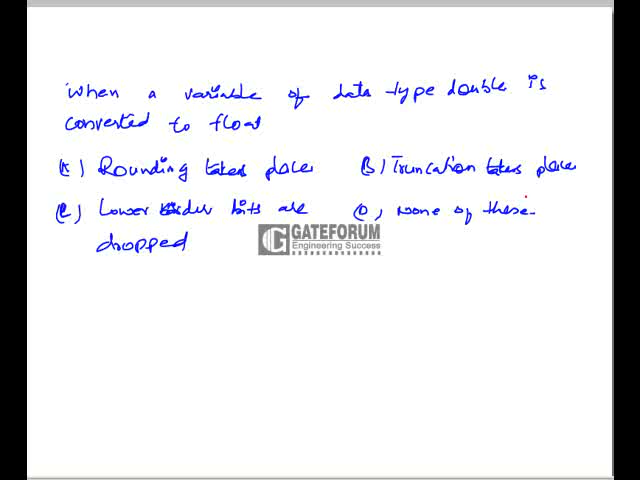 When a variable of data type double is
converted to float
(A) Rounding takes place (B) Truncation takes place
(C) Lower order bits are (D) None of these
dropped
GATEFORUM
Engineering Success